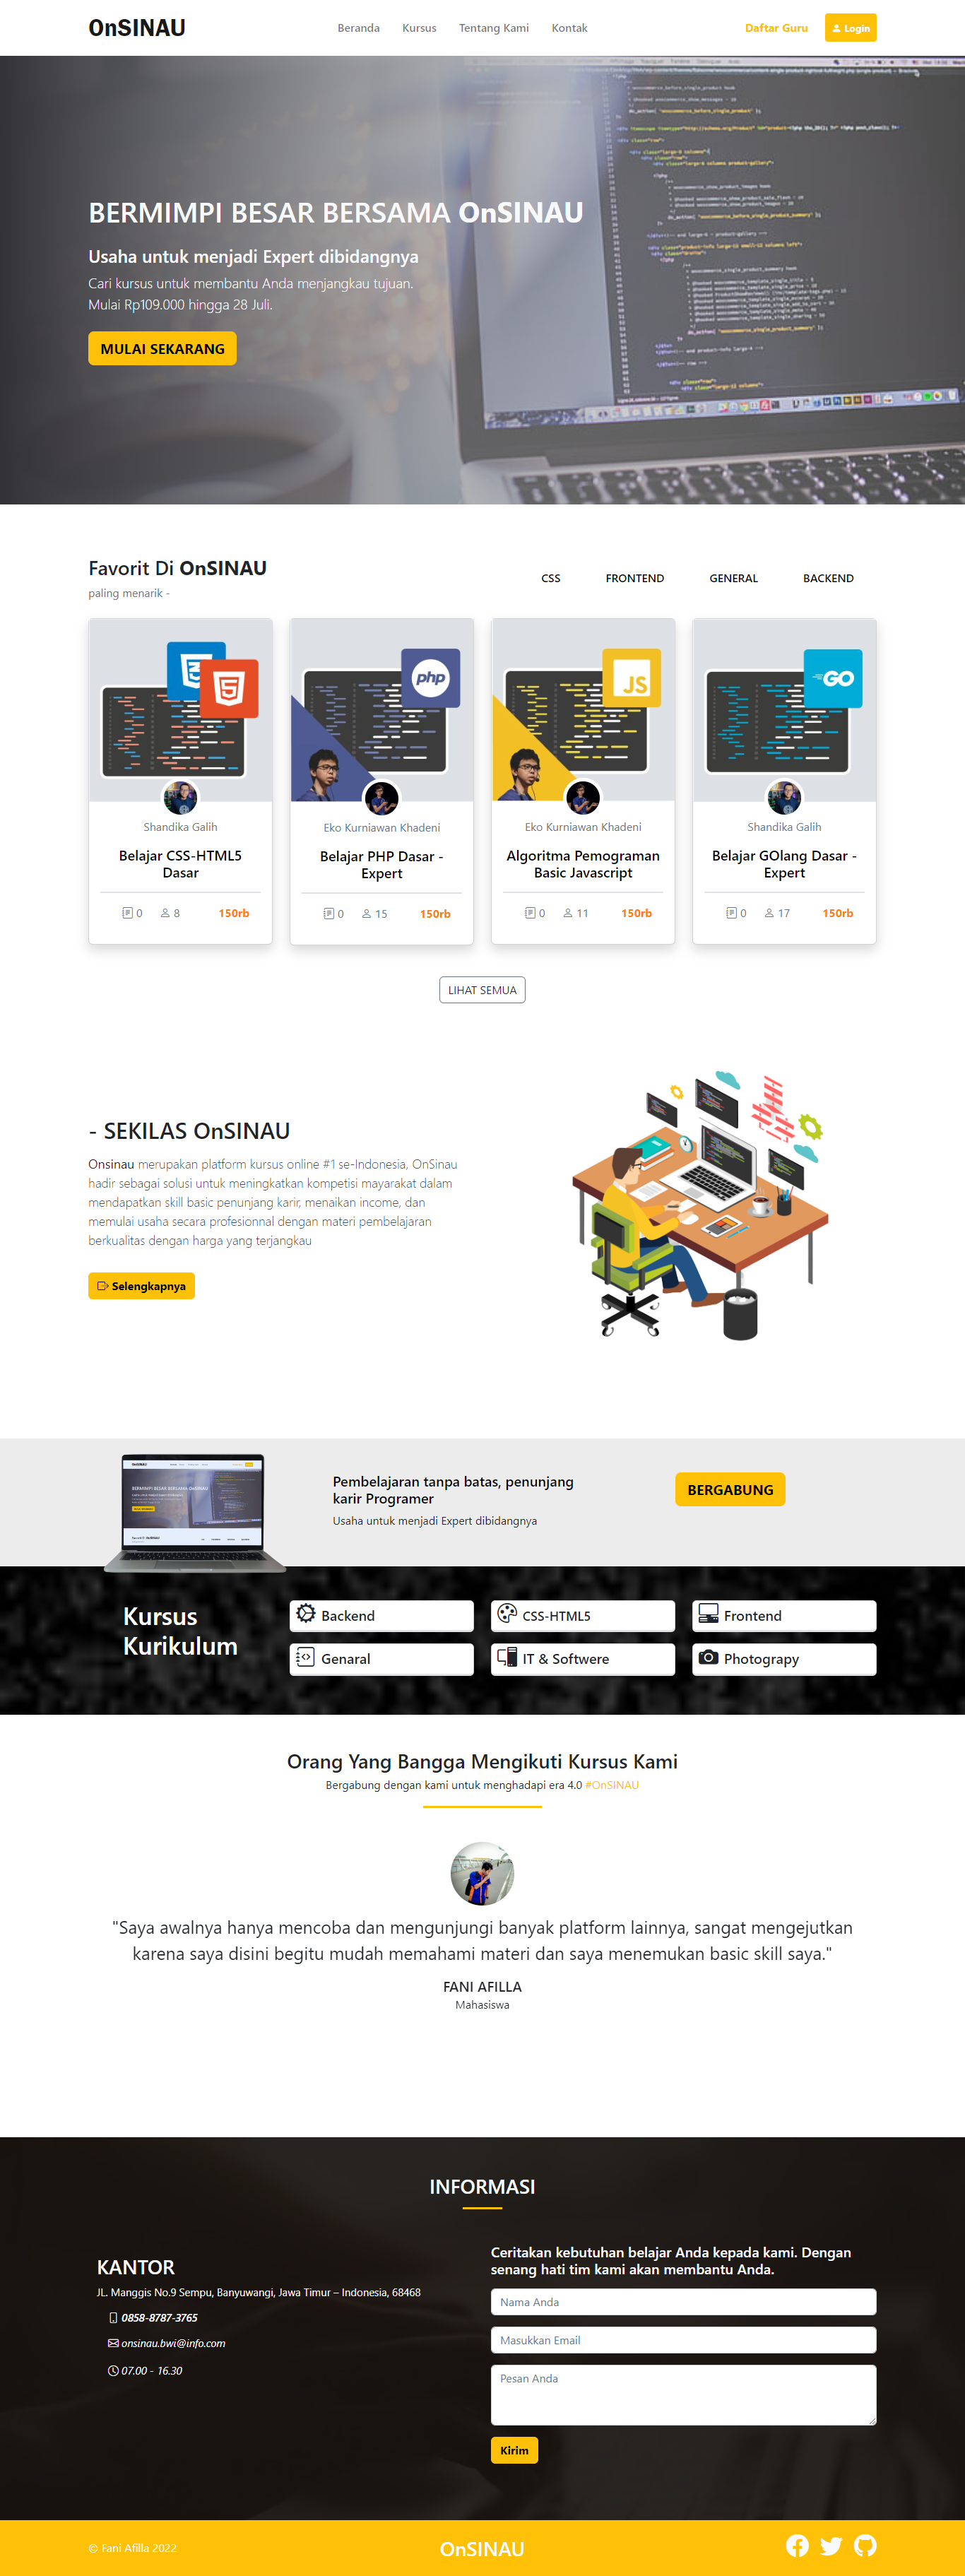 OnSINAU
Beranda
Kursus
Tentang Kami
Kontak
Daftar Guru
Login
BERMIMPI BESAR BERSAMA OnSINAU
Usaha untuk menjadi Expert dibidangnya
Cari kursus untuk membantu Anda menjangkau tujuan.
Mulai Rp109.000 hingga 28 Juli.
MULAI SEKARANG
Favorit Di OnSINAU
paling menarik -
CSS
FRONTEND
GENERAL
BACKEND
php
JS
GO
Shandika Galih
Belajar CSS-HTML5
Dasar
0
8
150rb
Eko Kurniawan Khadeni
Belajar PHP Dasar -
Expert
0
15
150rb
Eko Kurniawan Khadeni
Algoritma Pemograman
Basic Javascript
0
11
150rb
Shandika Galih
Belajar GOlang Dasar -
Expert
0
17
150rb
LIHAT SEMUA
- SEKILAS OnSINAU
Onsinau merupakan platform kursus online #1 se-Indonesia, OnSinau
hadir sebagai solusi untuk meningkatkan kompetisi mayarakat dalam
mendapatkan skill basic penunjang karir, menaikan income, dan
memulai usaha secara profesionnal dengan materi pembelajaran
berkualitas dengan harga yang terjangkau
Selengkapnya
Pembelajaran tanpa batas, penunjang
karir Programer
Usaha untuk menjadi Expert dibidangnya
BERGABUNG
Kursus
Kurikulum
Backend
CSS-HTML5
Frontend
Genaral
IT & Softwere
Photograpy
Orang Yang Bangga Mengikuti Kursus Kami
Bergabung dengan kami untuk menghadapi era 4.0 #OnSINAU
"Saya awalnya hanya mencoba dan mengunjungi banyak platform lainnya, sangat mengejutkan
karena saya disini begitu mudah memahami materi dan saya menemukan basic skill saya."
FANI AFILLA
Mahasiswa
INFORMASI
KANTOR
JL. Manggis No.9 Sempu, Banyuwangi, Jawa Timur – Indonesia, 68468
0858-8787-3765
onsinau.bwi@info.com
07.00 - 16.30
Ceritakan kebutuhan belajar Anda kepada kami. Dengan
senang hati tim kami akan membantu Anda.
Nama Anda
Masukkan Email
Pesan Anda
Kirim
© Fani Afilla 2022
OnSINAU